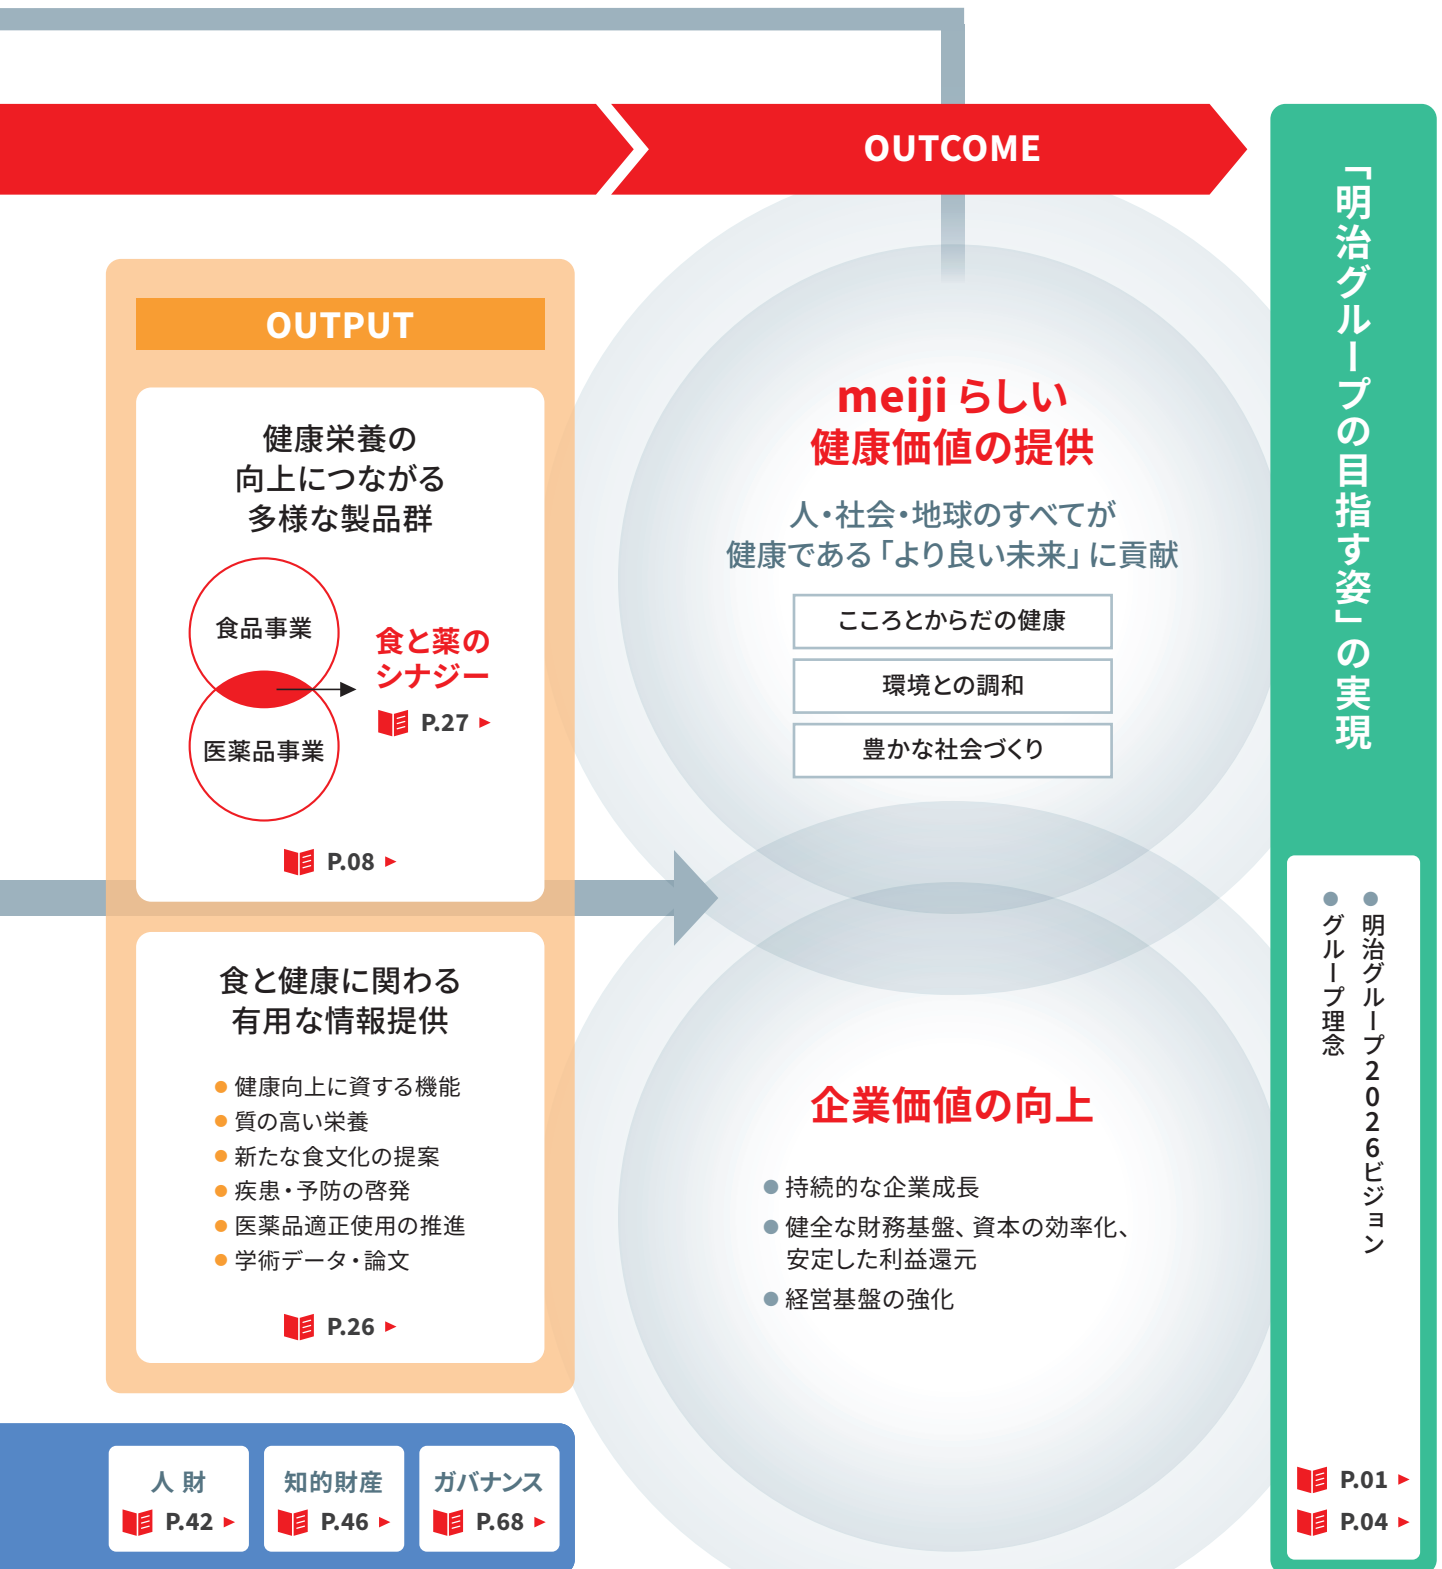 OUTCOME
OUTPUT
健康栄養の
向上につながる
多様な製品群
食品事業
医薬品事業
食と薬の
シナジー
P.27
P.08
食と健康に関わる
有用な情報提供
健康向上に資する機能
質の高い栄養
新たな食文化の提案
疾患・予防の啓発
医薬品適正使用の推進
学術データ・論文
P.26
meijiらしい
健康価値の提供
人・社会・地球のすべてが
健康である「より良い未来」に貢献
こころとからだの健康
環境との調和
豊かな社会づくり
企業価値の向上
持続的な企業成長
健全な財務基盤、資本の効率化、
安定した利益還元
経営基盤の強化
「明治グループの目指す姿」の実現
明治グループ2026ビジョン
グループ理念
P.01
P.04
人財
P.42
知的財産
P.46
ガバナンス
P.68